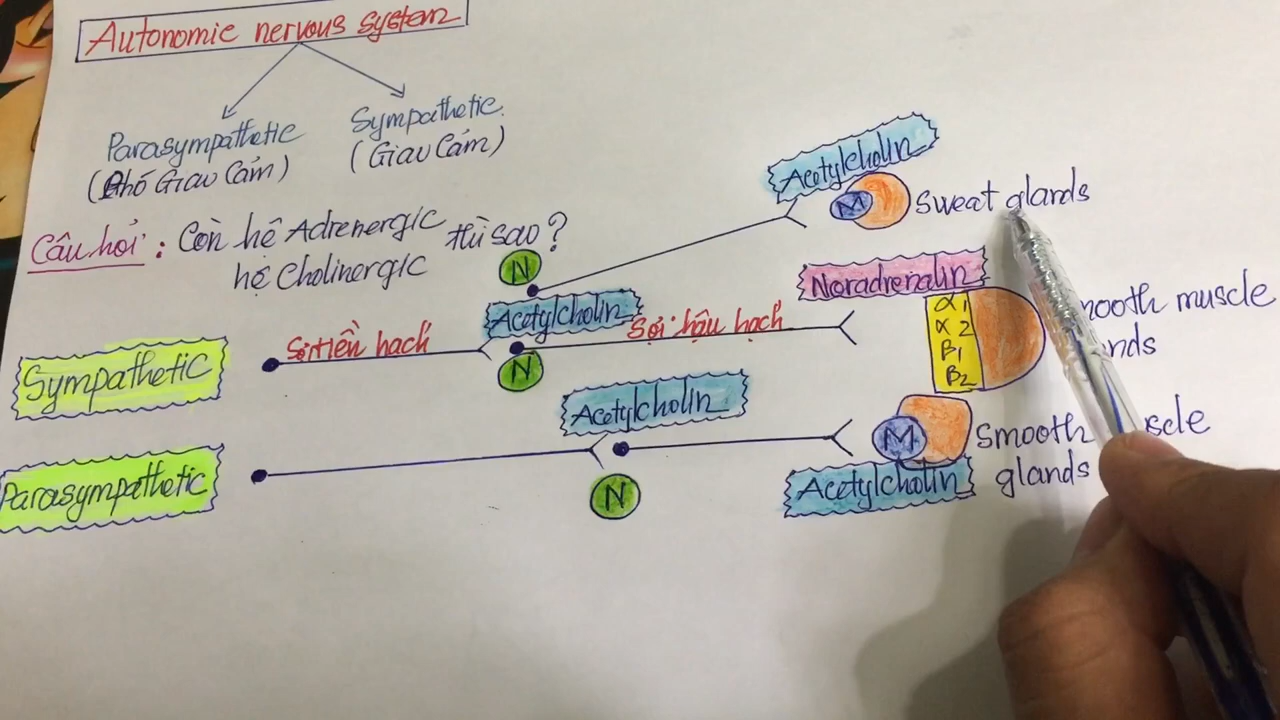 Autonomic nervous system
Parasympathetic
(Phó Giao Cảm)
Sympathetic
(Giao Cảm)
Câu hỏi : Còn hệ Adrenergic thì sao?
hệ Cholinergic
Acetylcholin
M
Sweat glands
N
Noradrenalin
Acetylcholin
α1
α2
β1
β2
Smooth muscle
Sợi tiền hạch
Sợi hậu hạch
N
Sympathetic
Acetylcholin
M
Smooth
glands
Parasympathetic
N
Acetylcholin